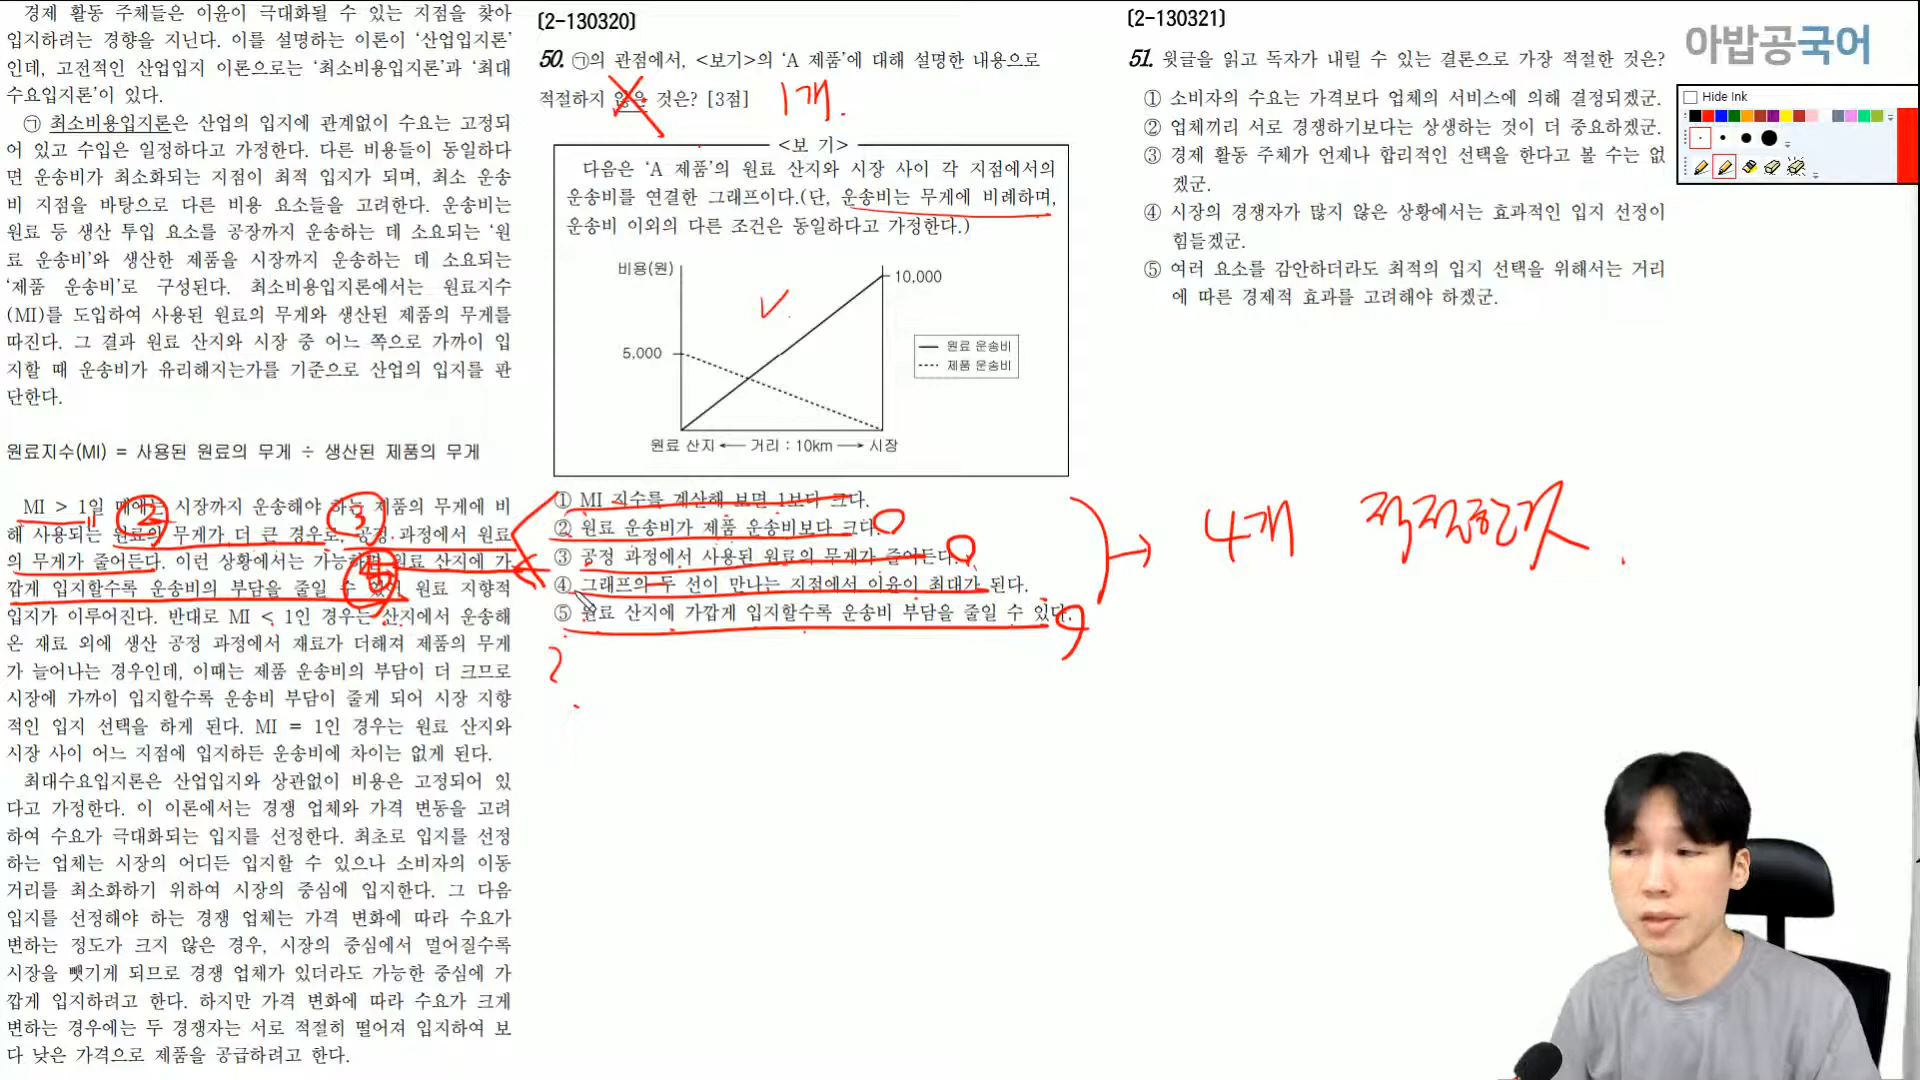 경제 활동 주체들은 이윤이 극대화될 수 있는 지점을 찾아
입지하려는 경향을 지닌다. 이를 설명하는 이론이 ‘산업입지론’
인데, 고전적인 산업입지 이론으로는 ‘최소비용입지론’과 ‘최대
수요입지론’이 있다.
㉠ 최소비용입지론은 산업의 입지에 관계없이 수요는 고정되
어 있고 수입은 일정하다고 가정한다. 다른 비용들이 동일하다
면 운송비가 최소화되는 지점이 최적 입지가 되며, 최소 운송
비 지점을 바탕으로 다른 비용 요소들을 고려한다. 운송비는
원료 등 생산 투입 요소를 공장까지 운송하는 데 소요되는 ‘원
료 운송비’와 생산한 제품을 시장까지 운송하는 데 소요되는
‘제품 운송비’로 구성된다. 최소비용입지론에서는 원료지수
(MI)를 도입하여 사용된 원료의 무게와 생산된 제품의 무게를
따진다. 그 결과 원료 산지와 시장 중 어느 쪽으로 가까이 입
지할 때 운송비가 유리해지는가를 기준으로 산업의 입지를 판
단한다.
원료지수(MI) = 사용된 원료의 무게 ÷ 생산된 제품의 무게
MI > 1일 때에는 시장까지 운송해야 하는 제품의 무게에 비
해 사용되는 원료의 무게가 더 큰 경우로, 공정 과정에서 원료
의 무게가 줄어든다. 이런 상황에서는 가능하면 원료 산지에 가
깝게 입지할수록 운송비의 부담을 줄일 수 있어 원료 지향적
입지가 이루어진다. 반대로 MI < 1인 경우는 산지에서 운송해
온 재료 외에 생산 공정 과정에서 재료가 더해져 제품의 무게
가 늘어나는 경우인데, 이때는 제품 운송비의 부담이 더 크므로
시장에 가까이 입지할수록 운송비 부담이 줄게 되어 시장 지향
적인 입지 선택을 하게 된다. MI = 1인 경우는 원료 산지와
시장 사이 어느 지점에 입지하든 운송비에 차이는 없게 된다.
최대수요입지론은 산업입지와 상관없이 비용은 고정되어 있
다고 가정한다. 이 이론에서는 경쟁 업체와 가격 변동을 고려
하여 수요가 극대화되는 입지를 선정한다. 최초로 입지를 선정
하는 업체는 시장의 어디든 입지할 수 있으나 소비자의 이동
거리를 최소화하기 위하여 시장의 중심에 입지한다. 그 다음
입지를 선정해야 하는 경쟁 업체는 가격 변화에 따라 수요가
변하는 정도가 크지 않은 경우, 시장의 중심에서 멀어질수록
시장을 뺏기게 되므로 경쟁 업체가 있더라도 가능한 중심에 가
깝게 입지하려고 한다. 하지만 가격 변화에 따라 수요가 크게
변하는 경우에는 두 경쟁자는 서로 적절히 떨어져 입지하여 보
다 낮은 가격으로 제품을 공급하려고 한다.
② ③
④
[2-130320]
50. ㉠의 관점에서, <보기>의 ‘A 제품’에 대해 설명한 내용으로
적절하지 않은 것은? [3점] 1개.
<보 기>
다음은 ‘A 제품’의 원료 산지와 시장 사이 각 지점에서의
운송비를 연결한 그래프이다.(단, 운송비는 무게에 비례하며,
운송비 이외의 다른 조건은 동일하다고 가정한다.)
비용(원)
10,000
5,000
원료 운송비
제품 운송비
원료 산지 ← 거리 : 10km → 시장
① MI 지수를 계산해 보면 1보다 크다.
② 원료 운송비가 제품 운송비보다 크다.
③ 공정 과정에서 사용된 원료의 무게가 줄어든다.
④ 그래프의 두 선이 만나는 지점에서 이윤이 최대가 된다.
⑤ 원료 산지에 가깝게 입지할수록 운송비 부담을 줄일 수 있다.
→ 4개 적절한것.
[2-130321]
51. 윗글을 읽고 독자가 내릴 수 있는 결론으로 가장 적절한 것은?
① 소비자의 수요는 가격보다 업체의 서비스에 의해 결정되겠군.
② 업체끼리 서로 경쟁하기보다는 상생하는 것이 더 중요하겠군.
③ 경제 활동 주체가 언제나 합리적인 선택을 한다고 볼 수는 없
겠군.
④ 시장의 경쟁자가 많지 않은 상황에서는 효과적인 입지 선정이
힘들겠군.
⑤ 여러 요소를 감안하더라도 최적의 입지 선택을 위해서는 거리
에 따른 경제적 효과를 고려해야 하겠군.
아밥공국어
Hide Ink